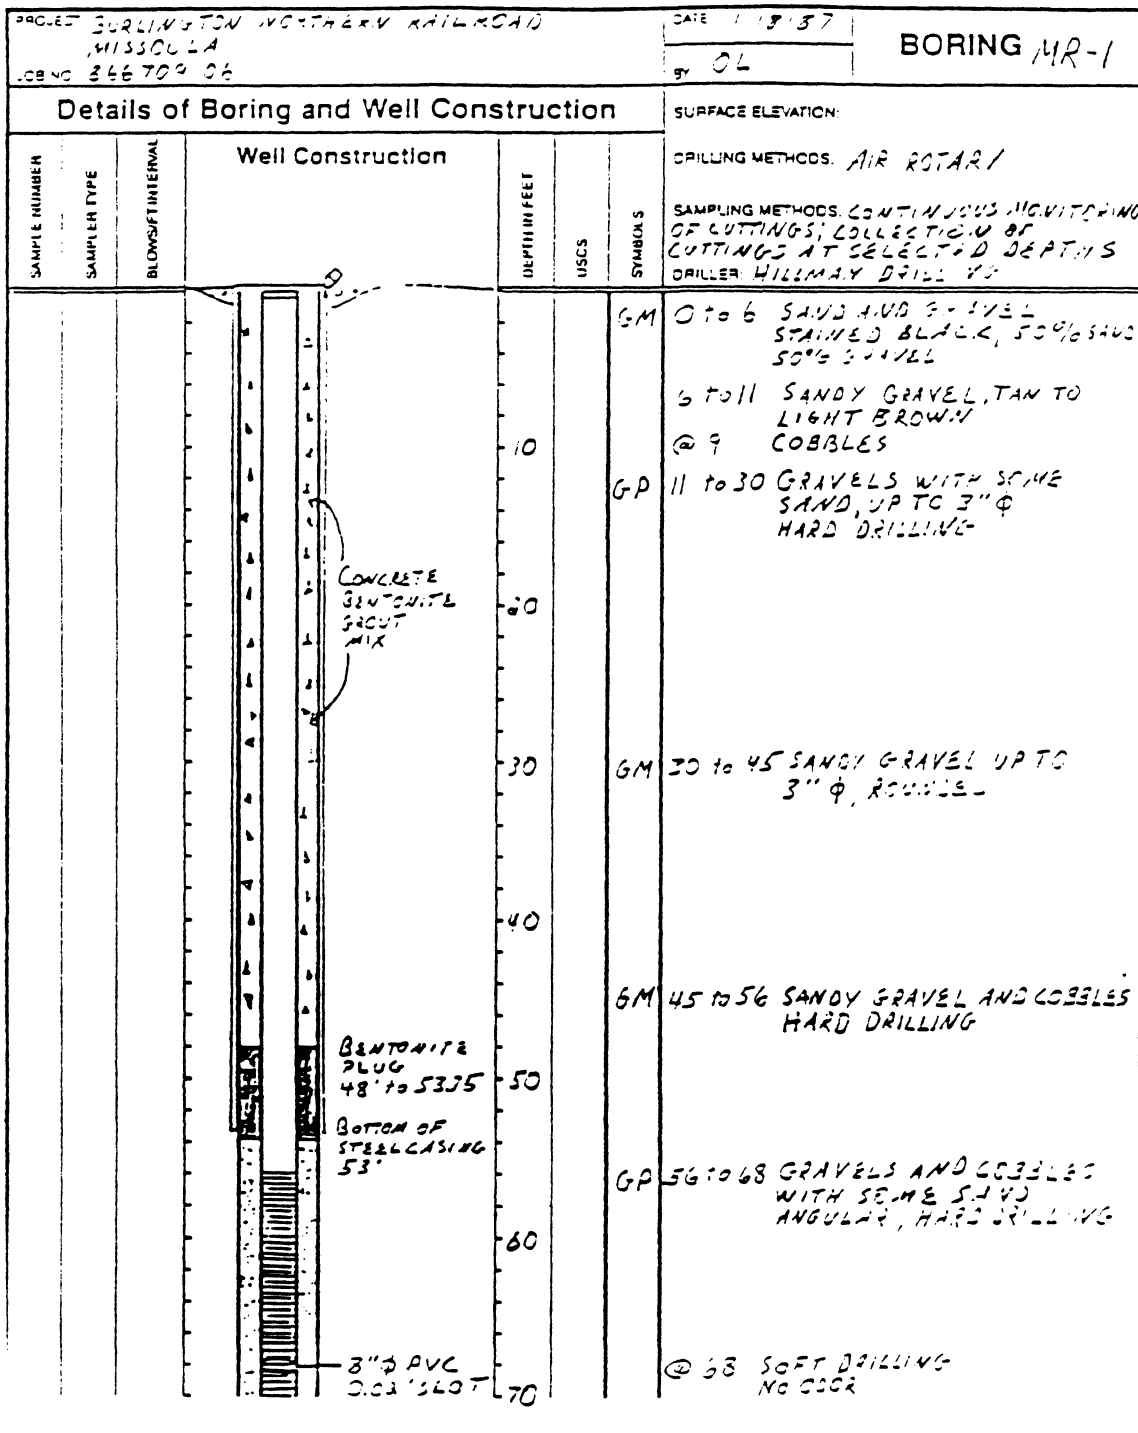 PROJECT BURLINGTON NORTHERN RAILROAD
MISSOULA
JOB NO 866709 06
DATE
BY OL
BORING MR-1
Details of Boring and Well Construction
SURFACE ELEVATION:
SAMPLE NUMBER
SAMPLER TYPE
BLOWS/FT INTERVAL
Well Construction
DEPTH IN FEET
USCS
SYMBOLS
DRILLING METHODS. AIR ROTARY
SAMPLING METHODS. CONTINUOUS MONITORING
OF CUTTINGS; COLLECTION OF
CUTTINGS AT SELECTED DEPTHS
DRILLER:
GM 0 to 6 SAND AND GRAVEL
STAINED BLACK, 50% SAND
50% GRAVEL
6 to 11 SANDY GRAVEL, TAN TO
LIGHT BROWN
@ 9 COBBLES
10
GP 11 to 30 GRAVELS WITH SOME
SAND, UP TO 3" Φ
HARD DRILLING
CONCRETE
BENTONITE
GROUT
MIX
20
30
GM 30 to 45 SANDY GRAVEL UP TO
3" Φ, ROUNDED
40
GM 45 to 56 SANDY GRAVEL AND COBBLES
HARD DRILLING
BENTONITE
PLUG
48' to
50
BOTTOM OF
STEEL CASING
53'
GP 56 to 68 GRAVELS AND COBBLES
WITH SOME SAND
ANGULAR, HARD DRILLING
60
Φ PVC
SLOT
@ 68 SOFT DRILLING
NO ODOR
70